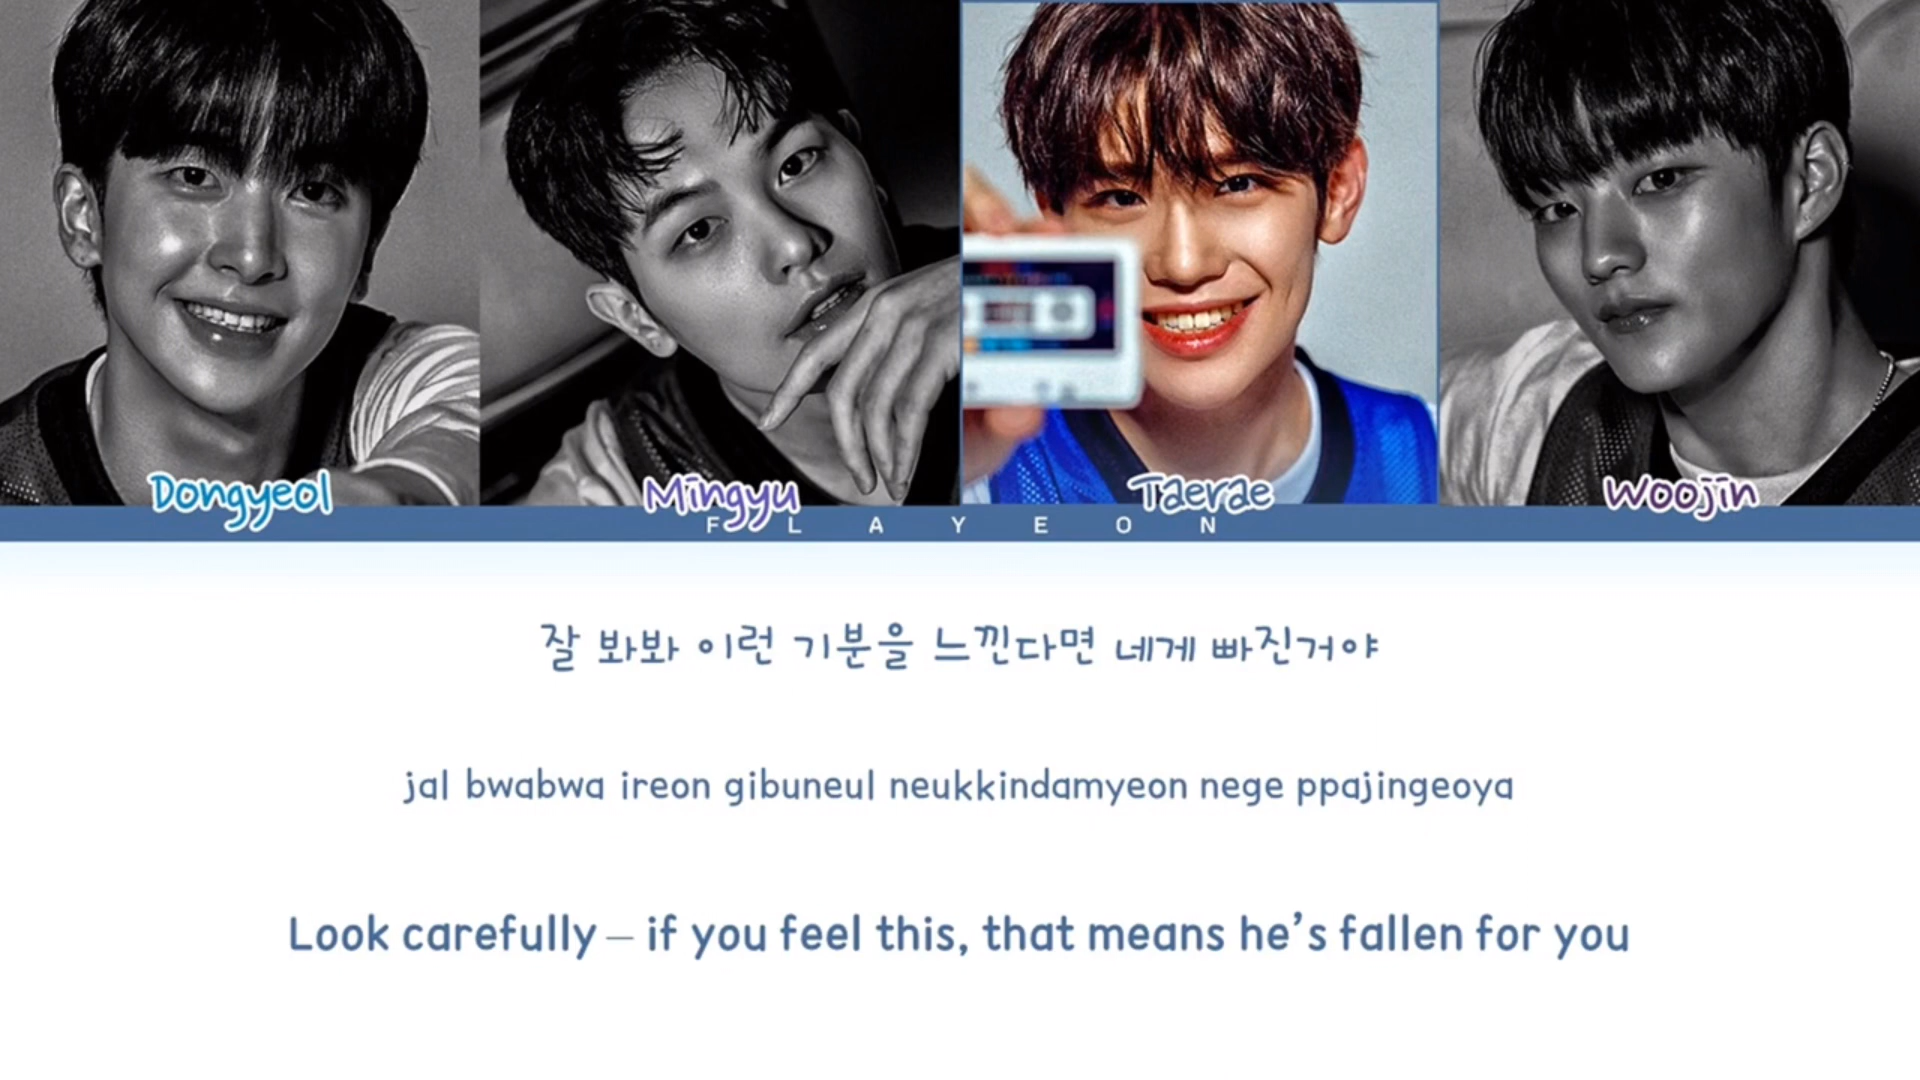 Dongyeol
Mingyu
Taerae
Woojin
FLAYEON
잘 봐봐 이런 기분을 느낀다면 네게 빠진거야
jal bwabwa ireon gibuneul neukkindamyeon nege ppajingeoya
Look carefully – if you feel this, that means he's fallen for you